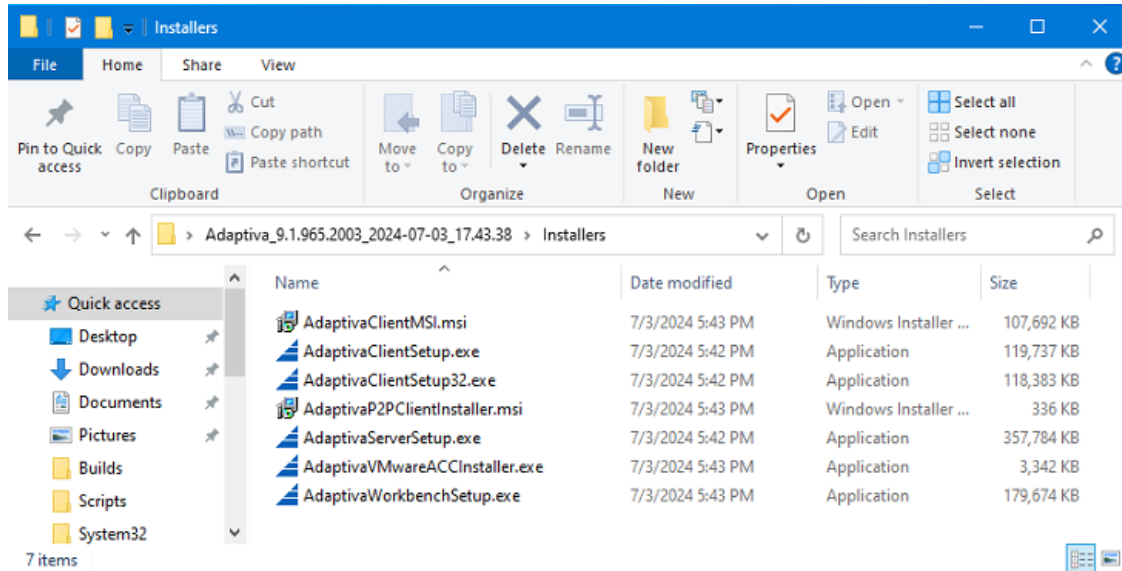 Installers
File Home Share View
Pin to Quick access
Copy
Paste
Cut
Copy path
Paste shortcut
Clipboard
Move to
Copy to
Delete
Rename
Organize
New folder
New
Properties
Open
Edit
Open
Select all
Select none
Invert selection
Select
Adaptiva_9.1.965.2003_2024-07-03_17.43.38 > Installers
Search Installers
Name Date modified Type Size
Quick access
Desktop
Downloads
Documents
Pictures
Builds
Scripts
System32
AdaptivaClientMSI.msi 7/3/2024 5:43 PM Windows Installer ... 107,692 KB
AdaptivaClientSetup.exe 7/3/2024 5:42 PM Application 119,737 KB
AdaptivaClientSetup32.exe 7/3/2024 5:42 PM Application 118,383 KB
AdaptivaP2PClientInstaller.msi 7/3/2024 5:43 PM Windows Installer ... 336 KB
AdaptivaServerSetup.exe 7/3/2024 5:42 PM Application 357,784 KB
AdaptivaVMwareACCInstaller.exe 7/3/2024 5:43 PM Application 3,342 KB
AdaptivaWorkbenchSetup.exe 7/3/2024 5:43 PM Application 179,674 KB
7 items